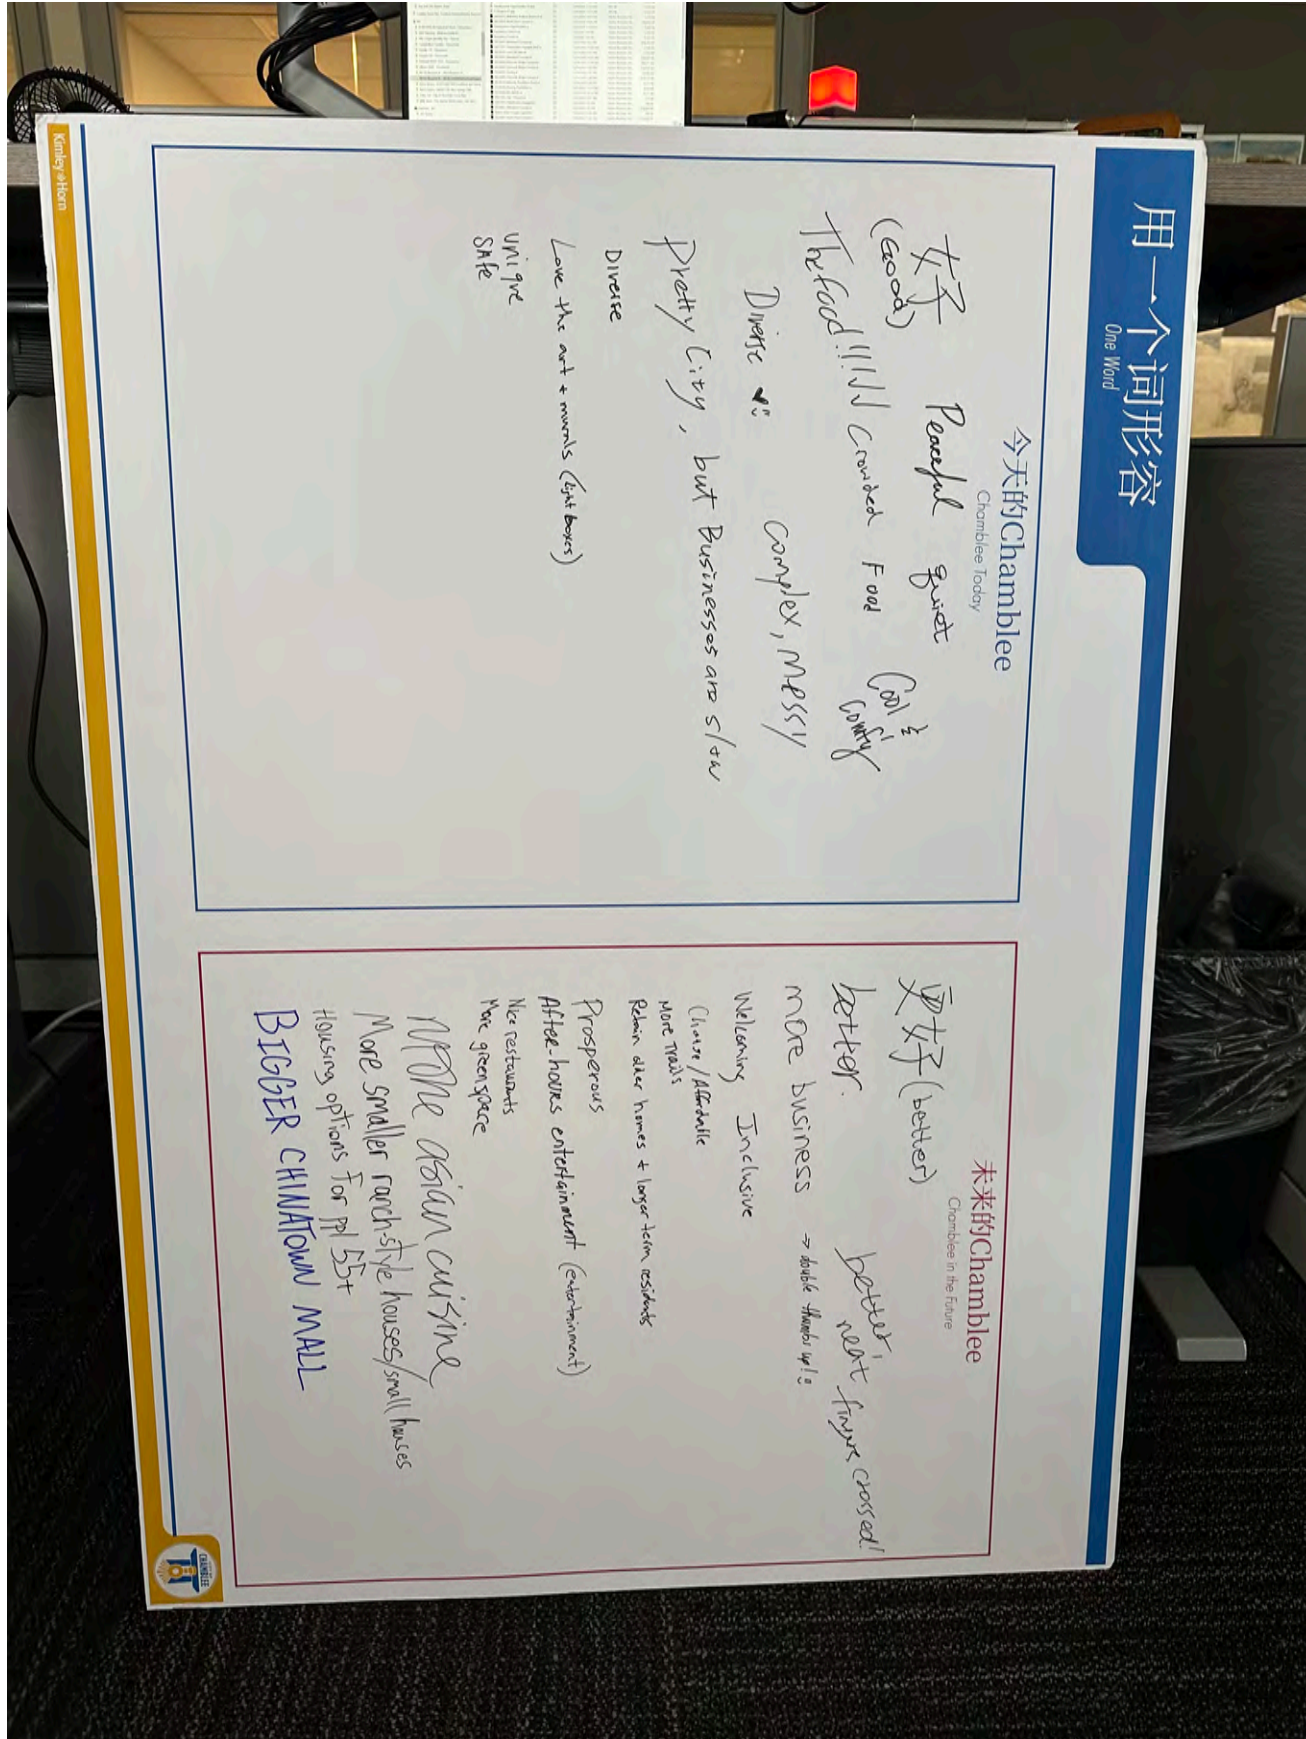 用一个词形容
One Word
今天的Chamblee
Chamblee Today
好
(Good)
Peaceful quiet
Cool & comfy
The food!!! Crowded Food
Diverse
complex, messy
Pretty City, but Businesses are slow
Diverse
Love the art + murals (light boxes)
unique
safe
未来的Chamblee
Chamblee in the Future
更好 (better)
better.
better, neat fingers crossed!
more business → double thumbs up!
Welcoming Inclusive
/Affordable
More Trails
Retain older homes + longer term residents
Prosperous
After-hours entertainment (entertainment)
Nice restaurants
More greenspace
more asian cuisine
More smaller ranch-style houses/small houses
Housing options for ppl 55+
BIGGER CHINATOWN MALL
Kimley»Horn
CHAMBLEE